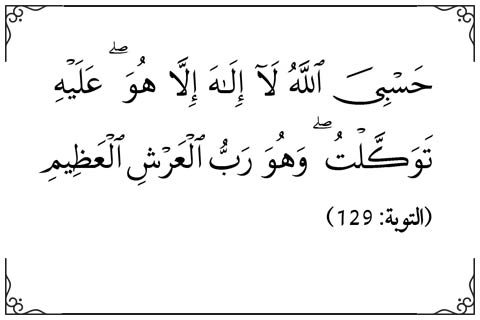 حَسْبِىَ ٱللَّهُ لَآ إِلَـٰهَ إِلَّا هُوَ ۖ عَلَيْهِ
تَوَكَّلْتُ ۖ وَهُوَ رَبُّ ٱلْعَرْشِ ٱلْعَظِيمِ
(التوبة: 129)